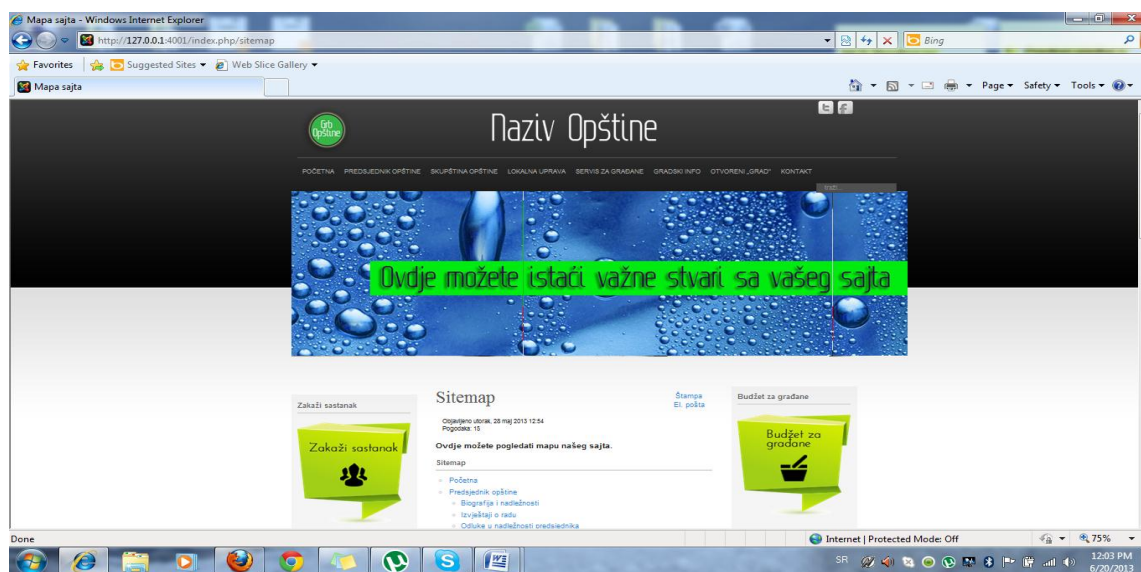 Mapa sajta - Windows Internet Explorer
http://127.0.0.1:4001/index.php/sitemap
Bing
Favorites Suggested Sites Web Slice Gallery
Mapa sajta
Page Safety Tools
Grb
Opštine
Naziv Opštine
POČETNA PREDSJEDNIK OPŠTINE SKUPŠTINA OPŠTINE LOKALNA UPRAVA SERVIS ZA GRAĐANE GRADSKI INFO OTVORENI „GRAD“ KONTAKT
Ovdje možete istaći važne stvari sa vašeg sajta
Zakaži sastanak
Zakaži sastanak
Sitemap
Štampa
El. pošta
Objavljeno utorak, 28 maj 2013 12:54
Pogodaka: 15
Ovdje možete pogledati mapu našeg sajta.
Sitemap
Početna
Predsjednik opštine
Biografija i nadležnosti
Izvještaji o radu
Odluke u nadležnosti predsjednika
Budžet za građane
Budžet za
građane
Done
Internet | Protected Mode: Off
75%
SR
12:03 PM
6/20/2013